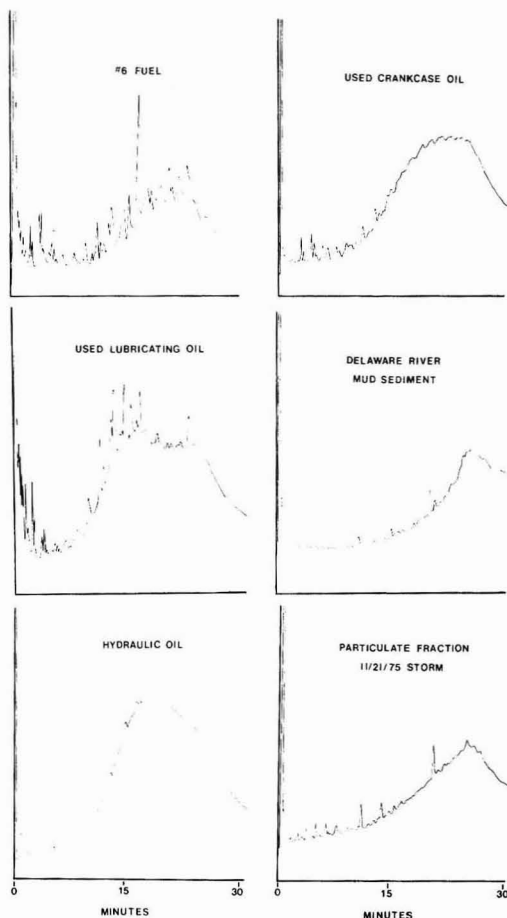 #6 FUEL
USED CRANKCASE OIL
USED LUBRICATING OIL
DELAWARE RIVER
MUD SEDIMENT
HYDRAULIC OIL
PARTICULATE FRACTION
11/21/75 STORM
0 15 30
MINUTES
0 15 30
MINUTES